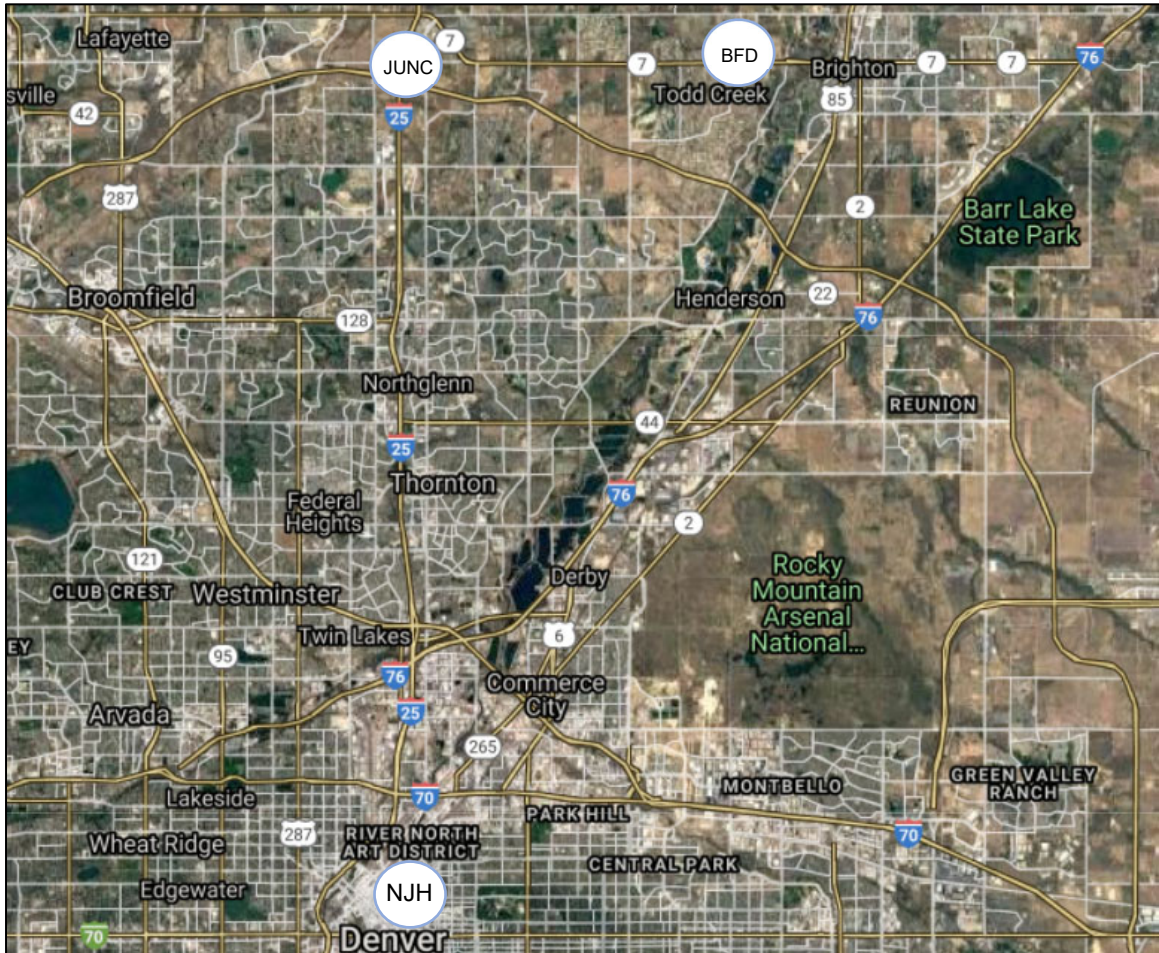 Lafayette
JUNC
7
BFD
7
Brighton
7
7
76
sville
Todd Creek
42
25
85
287
2
Barr Lake
State Park
Broomfield
Henderson
22
128
76
Northglenn
REUNION
44
25
Thornton
76
Federal
Heights
2
121
CLUB CREST
Westminster
Derby
Rocky
Mountain
Arsenal
National...
Twin Lakes
6
EY
95
76
Commerce
City
Arvada
25
265
MONTBELLO
GREEN VALLEY
RANCH
Lakeside
70
PARK HILL
Wheat Ridge
287
RIVER NORTH
ART DISTRICT
70
CENTRAL PARK
Edgewater
NJH
70
Denver